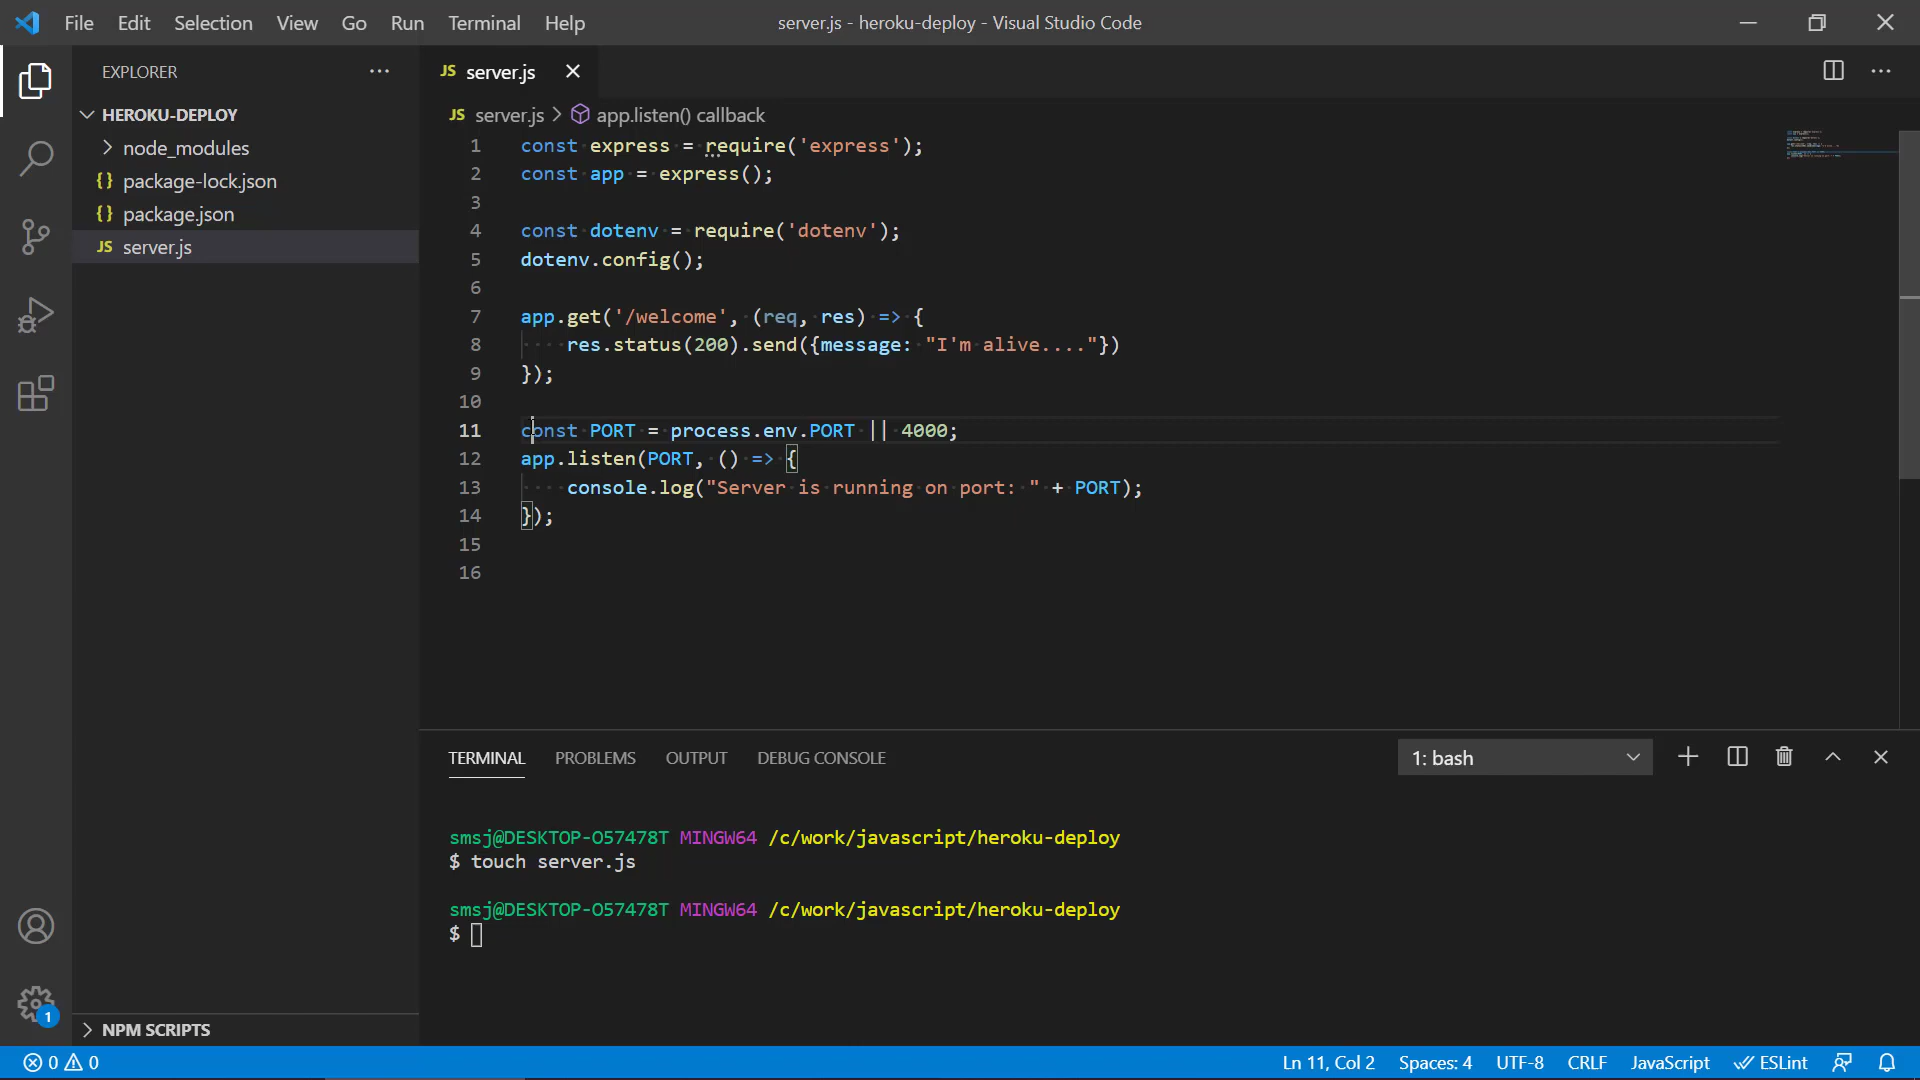 File Edit Selection View Go Run Terminal Help server.js - heroku-deploy - Visual Studio Code
EXPLORER
HEROKU-DEPLOY
node_modules
{} package-lock.json
{} package.json
JS server.js
NPM SCRIPTS
JS server.js
JS server.js > app.listen() callback
1 const express = require('express');
2 const app = express();
3
4 const dotenv = require('dotenv');
5 dotenv.config();
6
7 app.get('/welcome', (req, res) => {
8     res.status(200).send({message: "I'm alive...."})
9 });
10
11 const PORT = process.env.PORT || 4000;
12 app.listen(PORT, () => {
13     console.log("Server is running on port: " + PORT);
14 });
15
16
TERMINAL PROBLEMS OUTPUT DEBUG CONSOLE 1: bash
smsj@DESKTOP-O57478T MINGW64 /c/work/javascript/heroku-deploy
$ touch server.js
smsj@DESKTOP-O57478T MINGW64 /c/work/javascript/heroku-deploy
$
1
0 0 Ln 11, Col 2 Spaces: 4 UTF-8 CRLF JavaScript ESLint